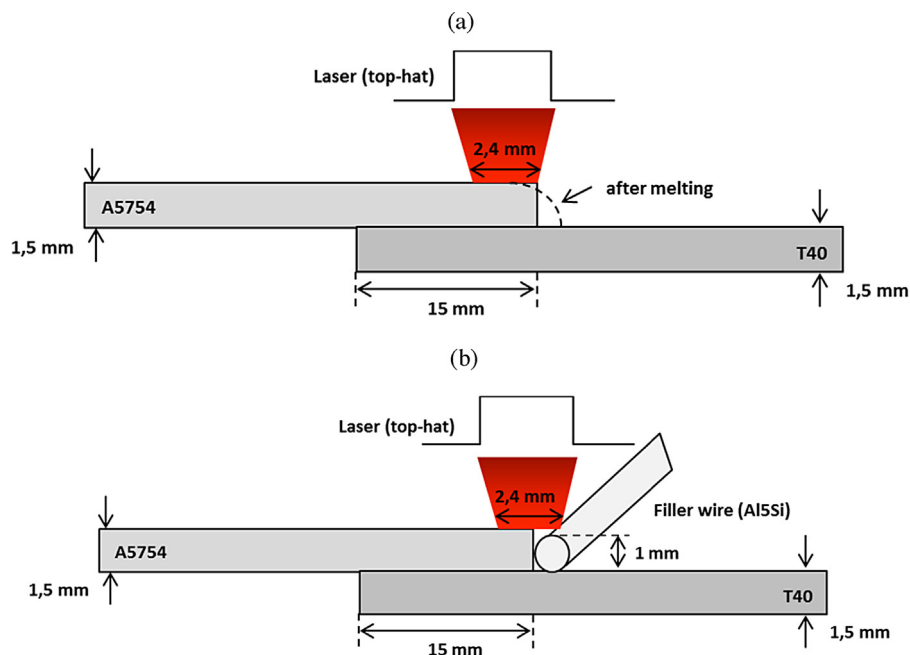 (a)
Laser (top-hat)
2,4 mm
after melting
A5754
1,5 mm
T40
15 mm
1,5 mm
(b)
Laser (top-hat)
2,4 mm
Filler wire (Al5Si)
A5754
1 mm
1,5 mm
T40
15 mm
1,5 mm